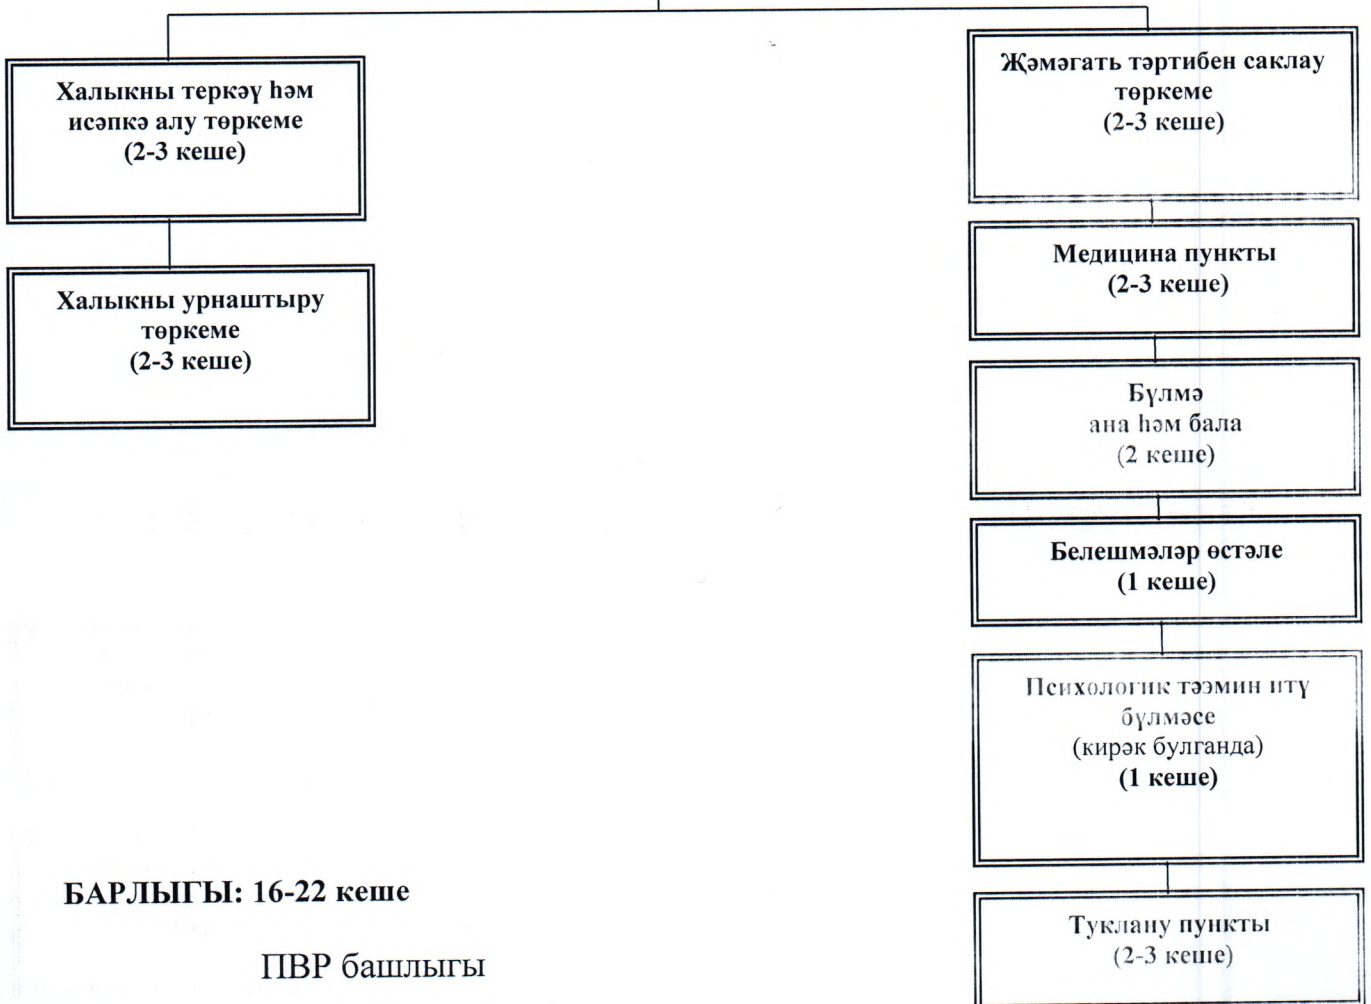 Халыкны теркәү һәм
исәпкә алу төркеме
(2-3 кеше)
Халыкны урнаштыру
төркеме
(2-3 кеше)
Җәмәгать тәртибен саклау
төркеме
(2-3 кеше)
Медицина пункты
(2-3 кеше)
Бүлмә
ана һәм бала
(2 кеше)
Белешмәләр өстәле
(1 кеше)
Психологик тәэмин итү
бүлмәсе
(кирәк булганда)
(1 кеше)
Туклану пункты
(2-3 кеше)
БАРЛЫГЫ: 16-22 кеше
ПВР башлыгы